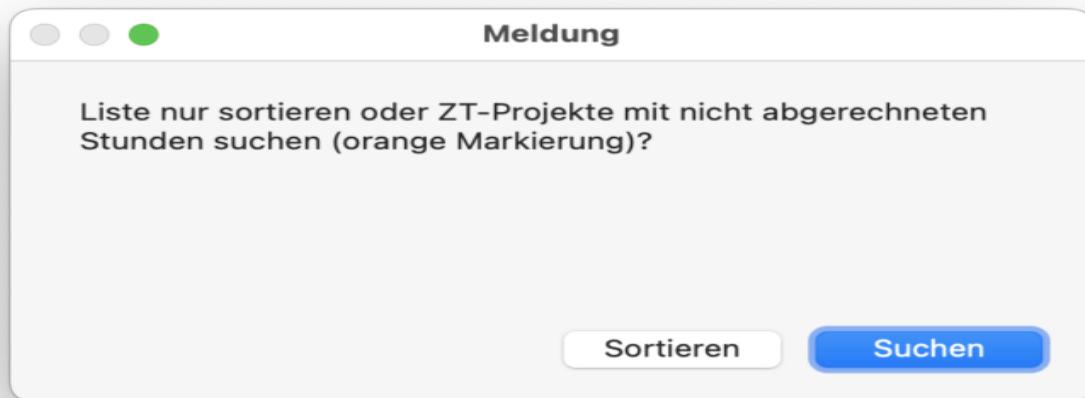 Meldung
Liste nur sortieren oder ZT-Projekte mit nicht abgerechneten
Stunden suchen (orange Markierung)?
Sortieren
Suchen